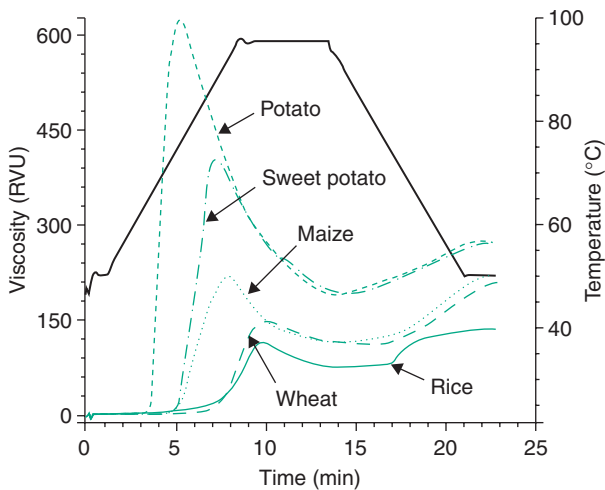 Viscosity (RVU)
600
450
300
150
0
Potato
Sweet potato
Maize
Wheat
Rice
100
80
60
40
Temperature (°C)
0
5
10
15
20
25
Time (min)